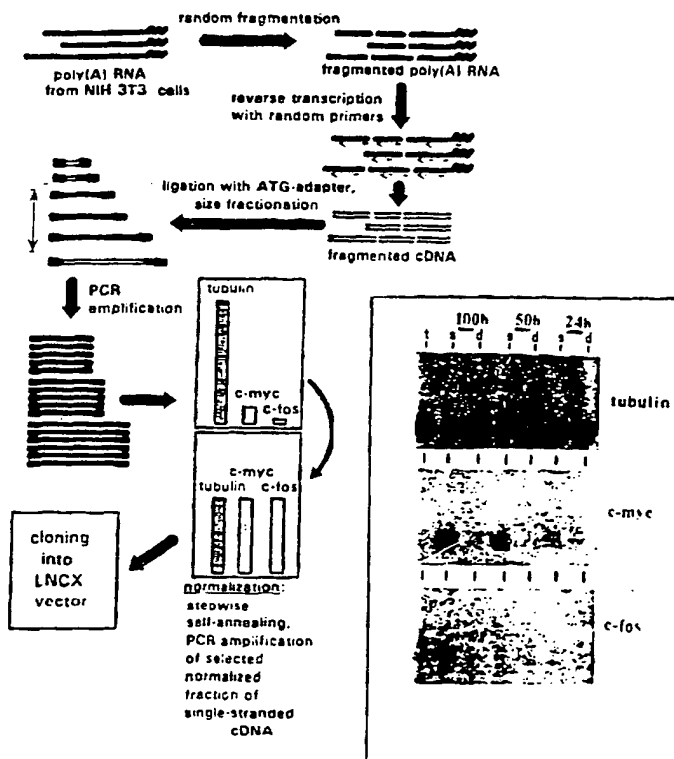 random fragmentation
poly(A) RNA
from NIH 3T3 cells
fragmented poly(A) RNA
reverse transcription
with random primers
ligation with ATG-adapter,
size fractionation
fragmented cDNA
PCR
amplification
tubulin
c-myc
c-fos
c-myc
tubulin c-fos
cloning
into
LNCX
vector
normalization:
stepwise
self-annealing,
PCR amplification
of selected
normalized
fraction of
single-stranded
cDNA
100h 50h 24h
t s d s d s d
tubulin
c-myc
c-fos